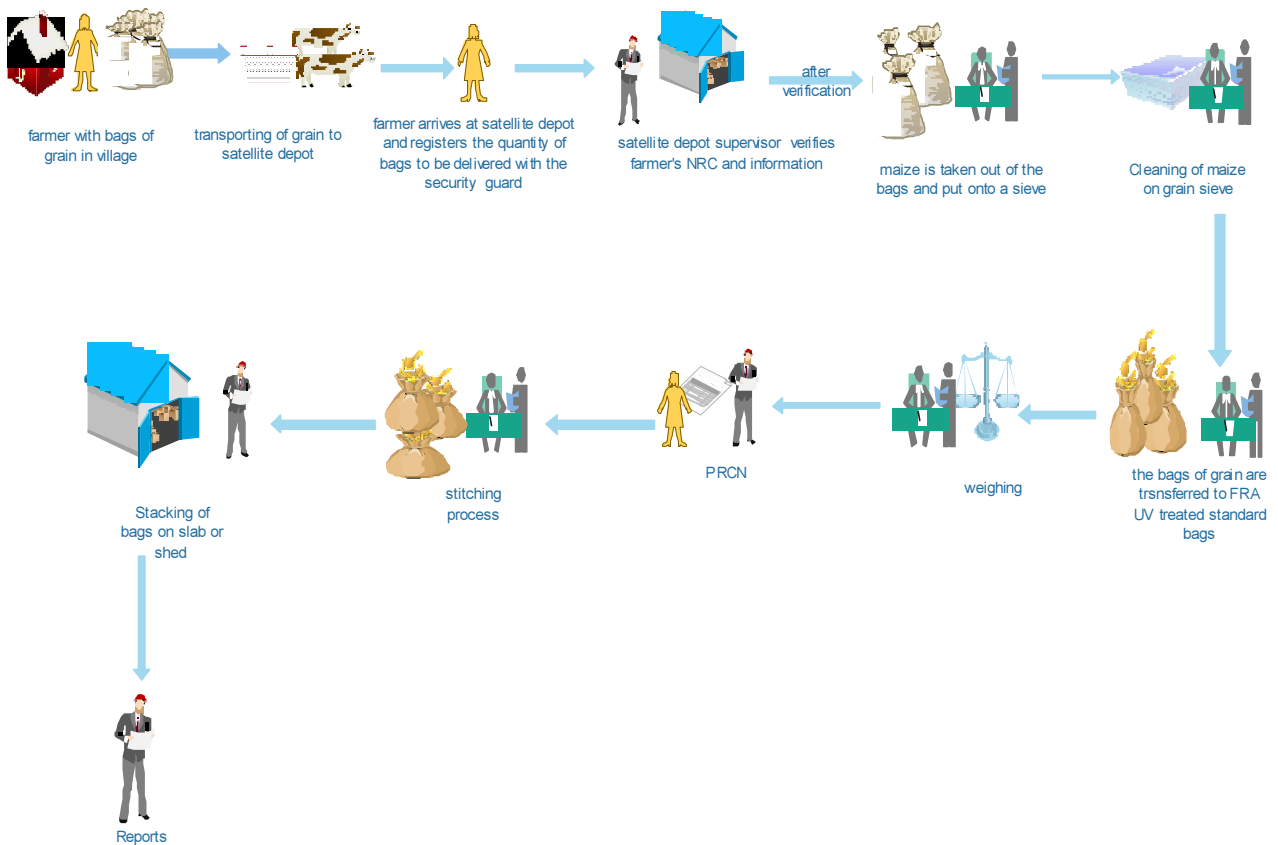 farmer with bags of
grain in village
transporting of grain to
satellite depot
farmer arrives at satellite depot
and registers the quantity of
bags to be delivered with the
security guard
satellite depot supervisor verifies
farmer's NRC and information
after
verification
maize is taken out of the
bags and put onto a sieve
Cleaning of maize
on grain sieve
the bags of grain are
trsnsferred to FRA
UV treated standard
bags
weighing
PRCN
stitching
process
Stacking of
bags on slab or
shed
Reports